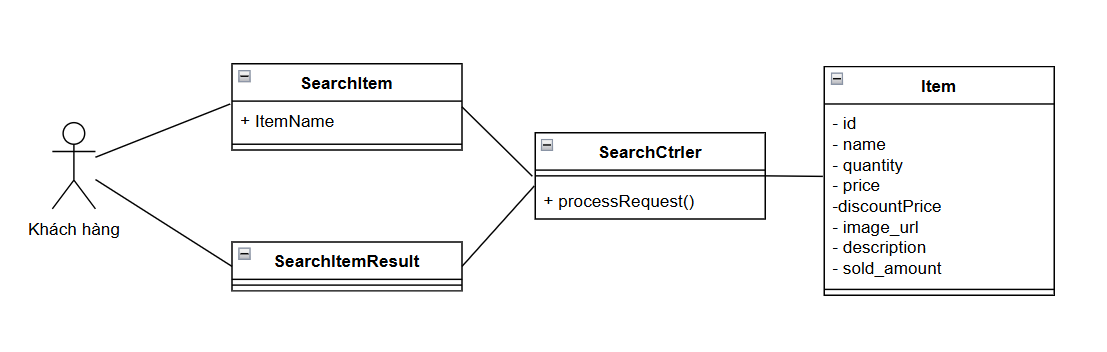 Khách hàng
SearchItem
+ ItemName
SearchItemResult
SearchCtrler
+ processRequest()
Item
- id
- name
- quantity
- price
-discountPrice
- image_url
- description
- sold_amount